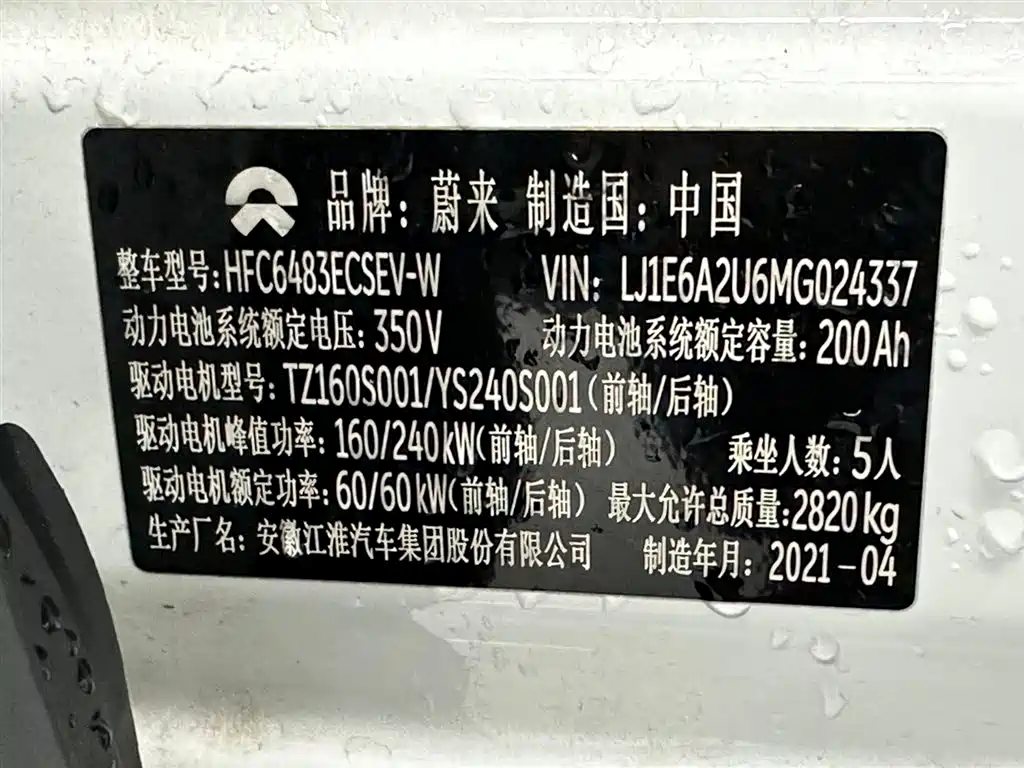 品牌：蔚来 制造国：中国
整车型号：HFC6483ECSEV-W VIN：LJ1E6A2U6MG024337
动力电池系统额定电压：350V 动力电池系统额定容量：200Ah
驱动电机型号：TZ160S001/YS240S001（前轴/后轴）
驱动电机峰值功率：160/240kW（前轴/后轴） 乘坐人数：5人
驱动电机额定功率：60/60kW（前轴/后轴） 最大允许总质量：2820kg
生产厂名：安徽江淮汽车集团股份有限公司 制造年月：2021-04